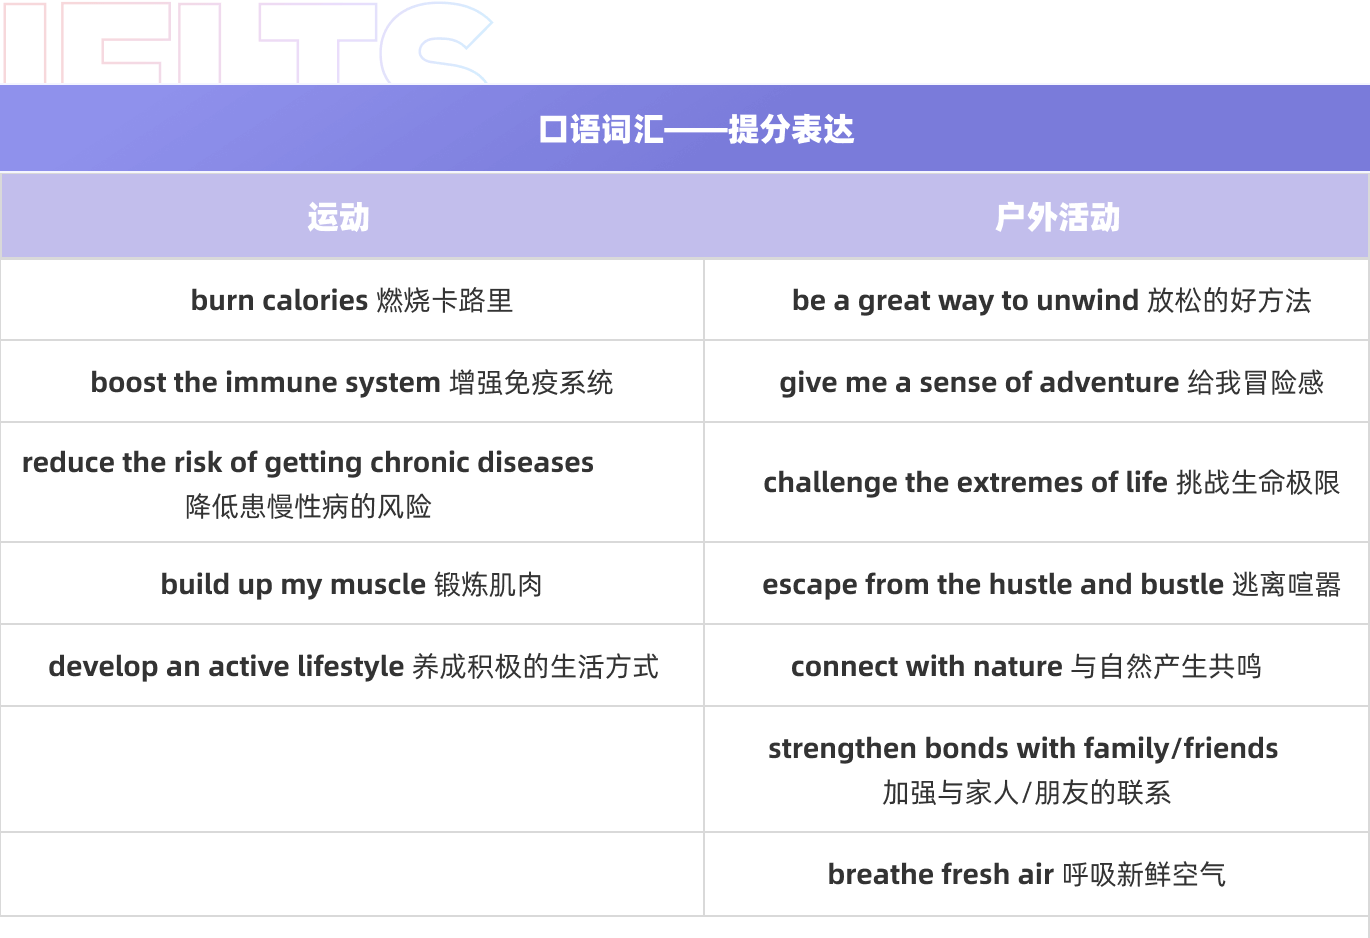 IELTS
口语词汇——提分表达
运动
户外活动
burn calories 燃烧卡路里
be a great way to unwind 放松的好方法
boost the immune system 增强免疫系统
give me a sense of adventure 给我冒险感
reduce the risk of getting chronic diseases
降低患慢性病的风险
challenge the extremes of life 挑战生命极限
build up my muscle 锻炼肌肉
escape from the hustle and bustle 逃离喧嚣
develop an active lifestyle 养成积极的生活方式
connect with nature 与自然产生共鸣
strengthen bonds with family/friends
加强与家人/朋友的联系
breathe fresh air 呼吸新鲜空气